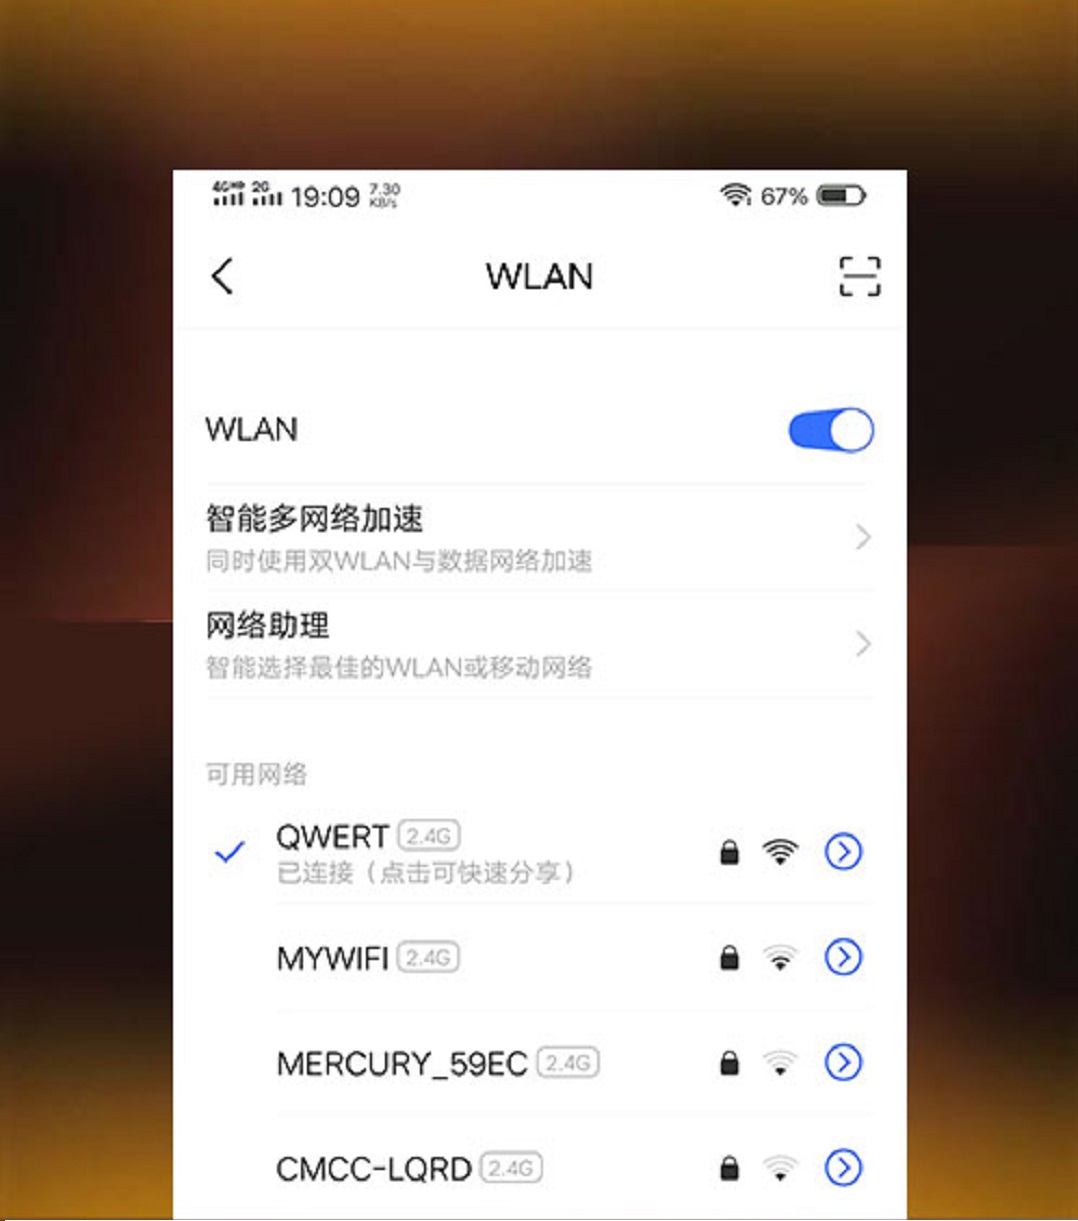 4G HD 2G 19:09 7.30 KB/s 67%
WLAN
WLAN
智能多网络加速
同时使用双WLAN与数据网络加速
网络助理
智能选择最佳的WLAN或移动网络
可用网络
QWERT 2.4G
已连接（点击可快速分享）
MYWIFI 2.4G
MERCURY_59EC 2.4G
CMCC-LQRD 2.4G